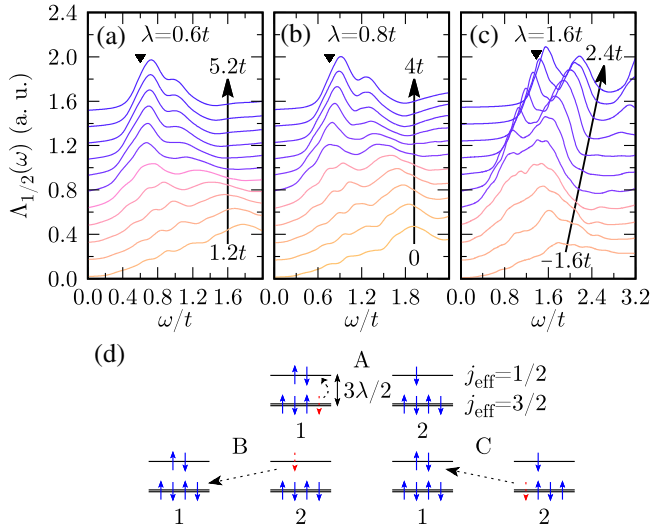 (a) λ=0.6t
(b) λ=0.8t
(c) λ=1.6t
5.2t
4t
2.4t
1.2t
0
−1.6t
Λ1/2(ω) (a. u.)
2.4
2.0
1.6
1.2
0.8
0.4
0.0
0.0 0.4 0.8 1.2 1.6
0.0 0.6 1.2 1.8
0.0 0.8 1.6 2.4 3.2
ω/t
ω/t
ω/t
(d)
A
3λ/2
jeff=1/2
jeff=3/2
1 2
B C
1 2 1 2